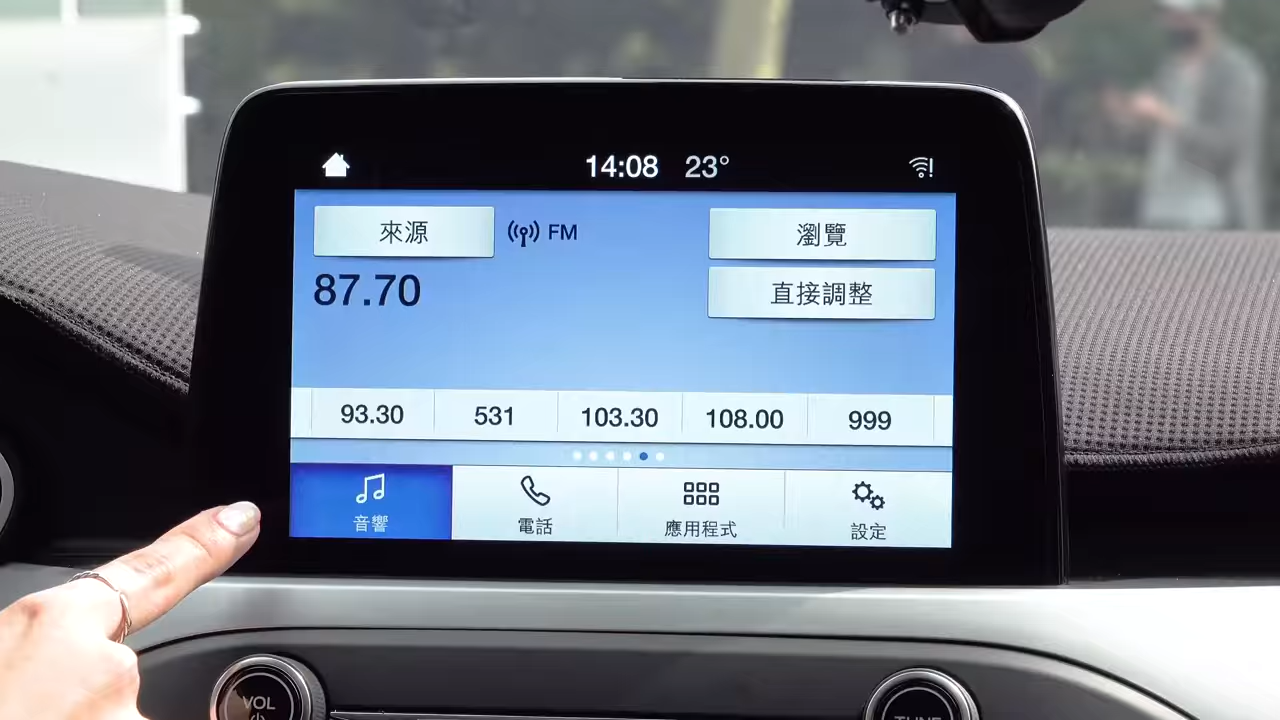 14:08 23°
來源 FM 瀏覽
87.70
直接調整
93.30 531 103.30 108.00 999
音響 電話 應用程式 設定
VOL TUNE